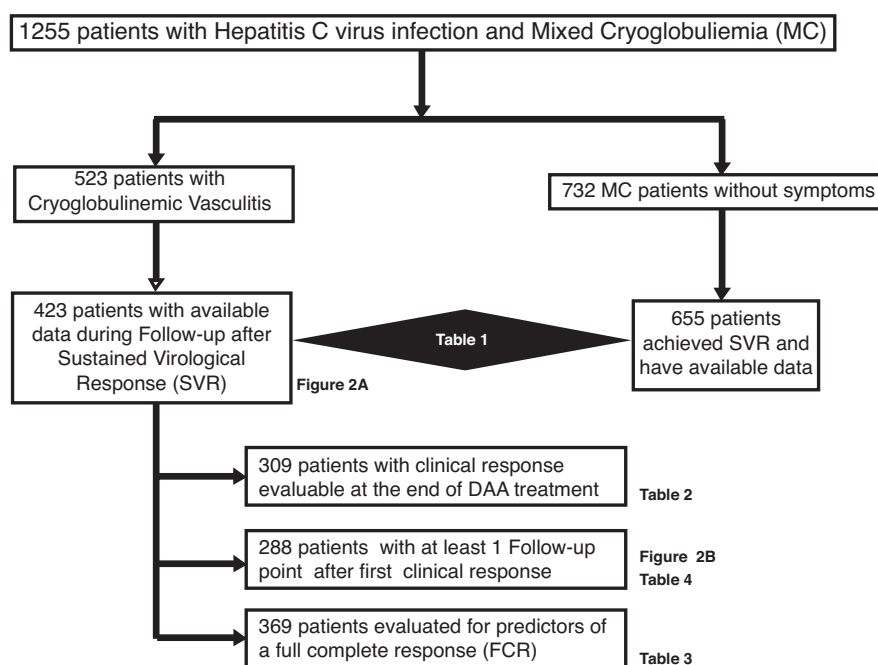 1255 patients with Hepatitis C virus infection and Mixed Cryoglobuliemia (MC)
523 patients with
Cryoglobulinemic Vasculitis
732 MC patients without symptoms
423 patients with available
data during Follow-up after
Sustained Virological
Response (SVR)
Figure 2A
Table 1
655 patients
achieved SVR and
have available data
309 patients with clinical response
evaluable at the end of DAA treatment
Table 2
288 patients with at least 1 Follow-up
point after first clinical response
Figure 2B
Table 4
369 patients evaluated for predictors of
a full complete response (FCR)
Table 3